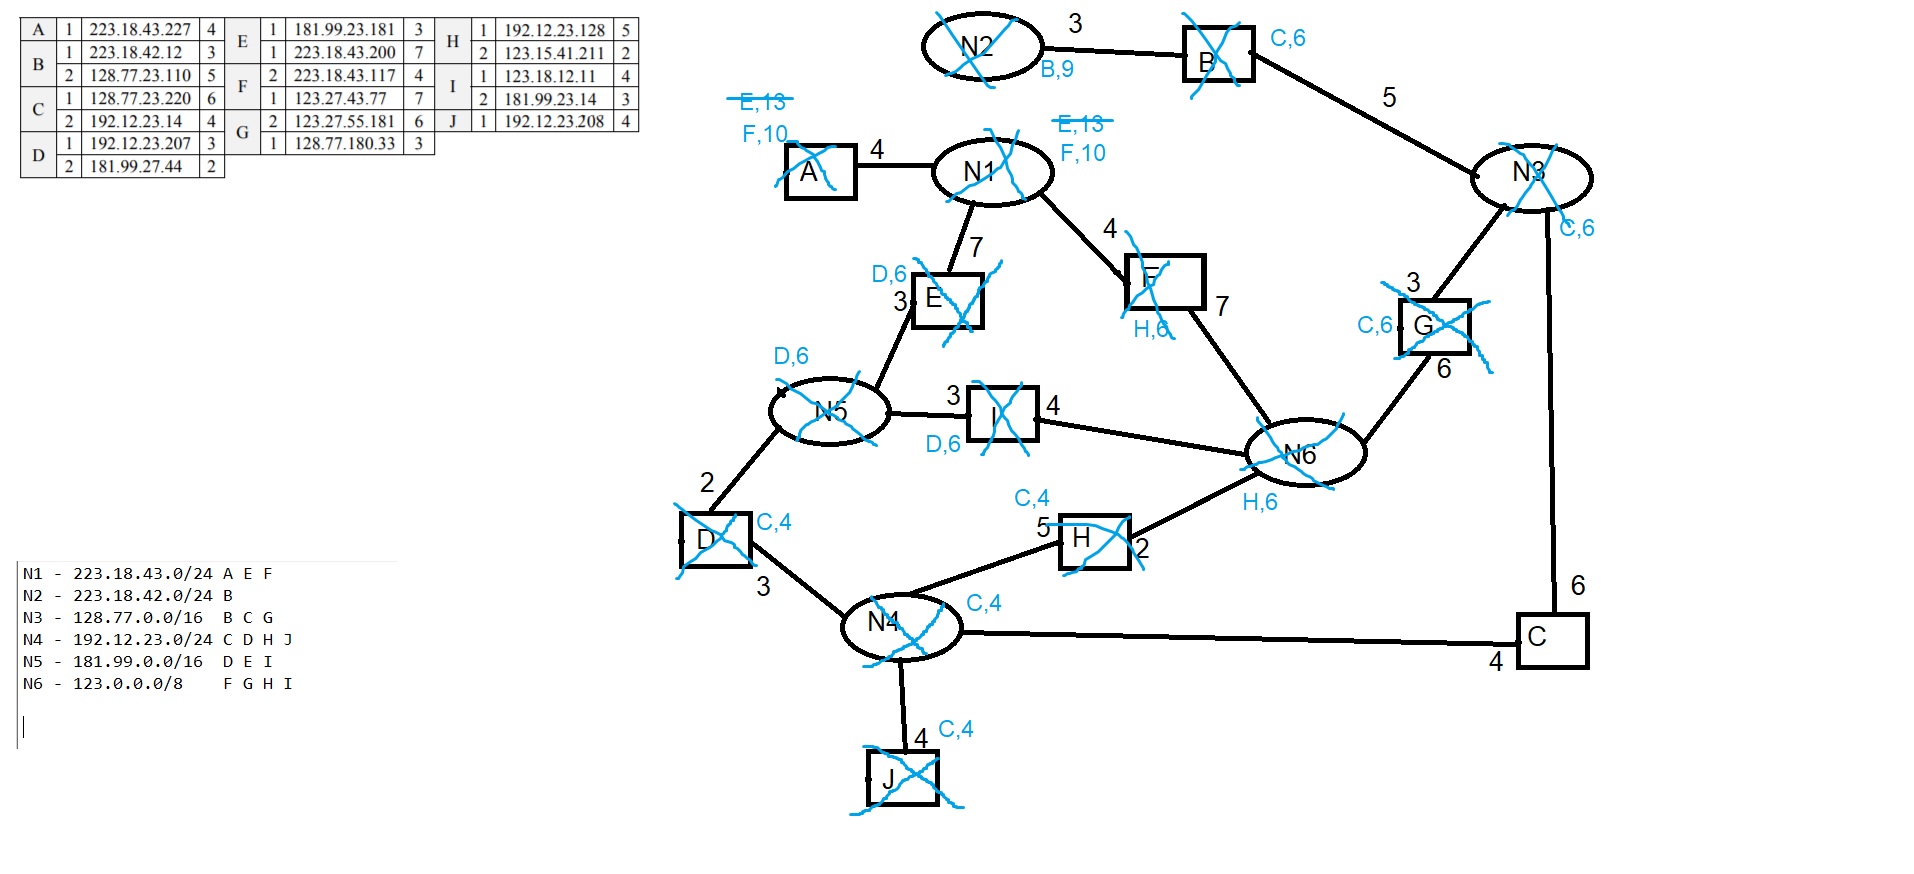 A 1 223.18.43.227 4 E 1 181.99.23.181 3 H 1 192.12.23.128 5
B 1 223.18.42.12 3 1 223.18.43.200 7 2 123.15.41.211 2
2 128.77.23.110 5 F 2 223.18.43.117 4 I 1 123.18.12.11 4
C 1 128.77.23.220 6 1 123.27.43.77 7 2 181.99.23.14 3
2 192.12.23.14 4 G 2 123.27.55.181 6 J 1 192.12.23.208 4
D 1 192.12.23.207 3 1 128.77.180.33 3
2 181.99.27.44 2
N2
3
B
C,6
B,9
5
E,13
F,10
A
4
N1
E,13
F,10
N3
C,6
7
4
D,6
3
E
F
7
H,6
3
C,6
G
6
D,6
N5
3
I
4
D,6
N6
H,6
2
D
C,4
3
C,4
5
H
2
N4
C,4
6
C
4
4
C,4
J
N1 - 223.18.43.0/24 A E F
N2 - 223.18.42.0/24 B
N3 - 128.77.0.0/16 B C G
N4 - 192.12.23.0/24 C D H J
N5 - 181.99.0.0/16 D E I
N6 - 123.0.0.0/8 F G H I